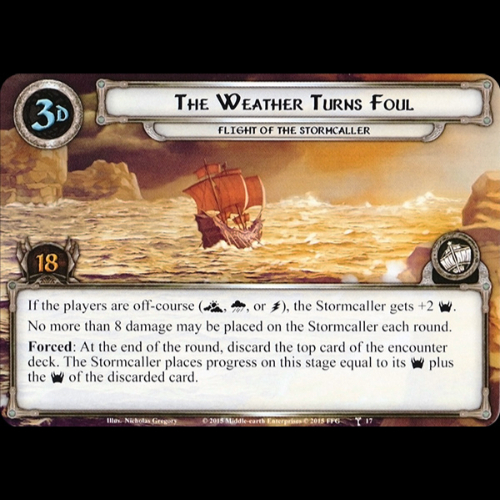 3D
THE WEATHER TURNS FOUL
FLIGHT OF THE STORMCALLER
18
If the players are off-course ( , , or ), the Stormcaller gets +2 .
No more than 8 damage may be placed on the Stormcaller each round.
Forced: At the end of the round, discard the top card of the encounter
deck. The Stormcaller places progress on this stage equal to its plus
the of the discarded card.
Illus. Nicholas Gregory © 2015 Middle-earth Enterprises © 2015 FFG 17